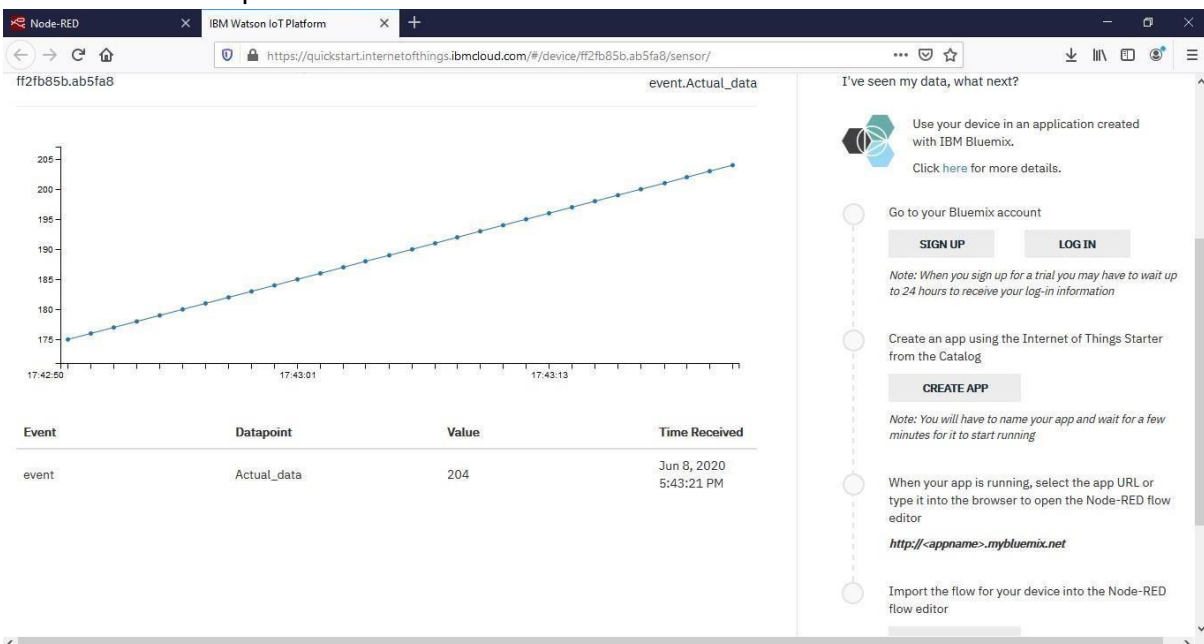 Node-RED
IBM Watson IoT Platform
https://quickstart.internetofthings.ibmcloud.com/#/device/ff2fb85b.ab5fa8/sensor/
ff2fb85b.ab5fa8
event.Actual_data
205
200
195
190
185
180
175
17:42:50
17:43:01
17:43:13
Event Datapoint Value Time Received
event Actual_data 204 Jun 8, 2020
5:43:21 PM
I've seen my data, what next?
Use your device in an application created
with IBM Bluemix.
Click here for more details.
Go to your Bluemix account
SIGN UP LOG IN
Note: When you sign up for a trial you may have to wait up
to 24 hours to receive your log-in information
Create an app using the Internet of Things Starter
from the Catalog
CREATE APP
Note: You will have to name your app and wait for a few
minutes for it to start running
When your app is running, select the app URL or
type it into the browser to open the Node-RED flow
editor
http://<appname>.mybluemix.net
Import the flow for your device into the Node-RED
flow editor